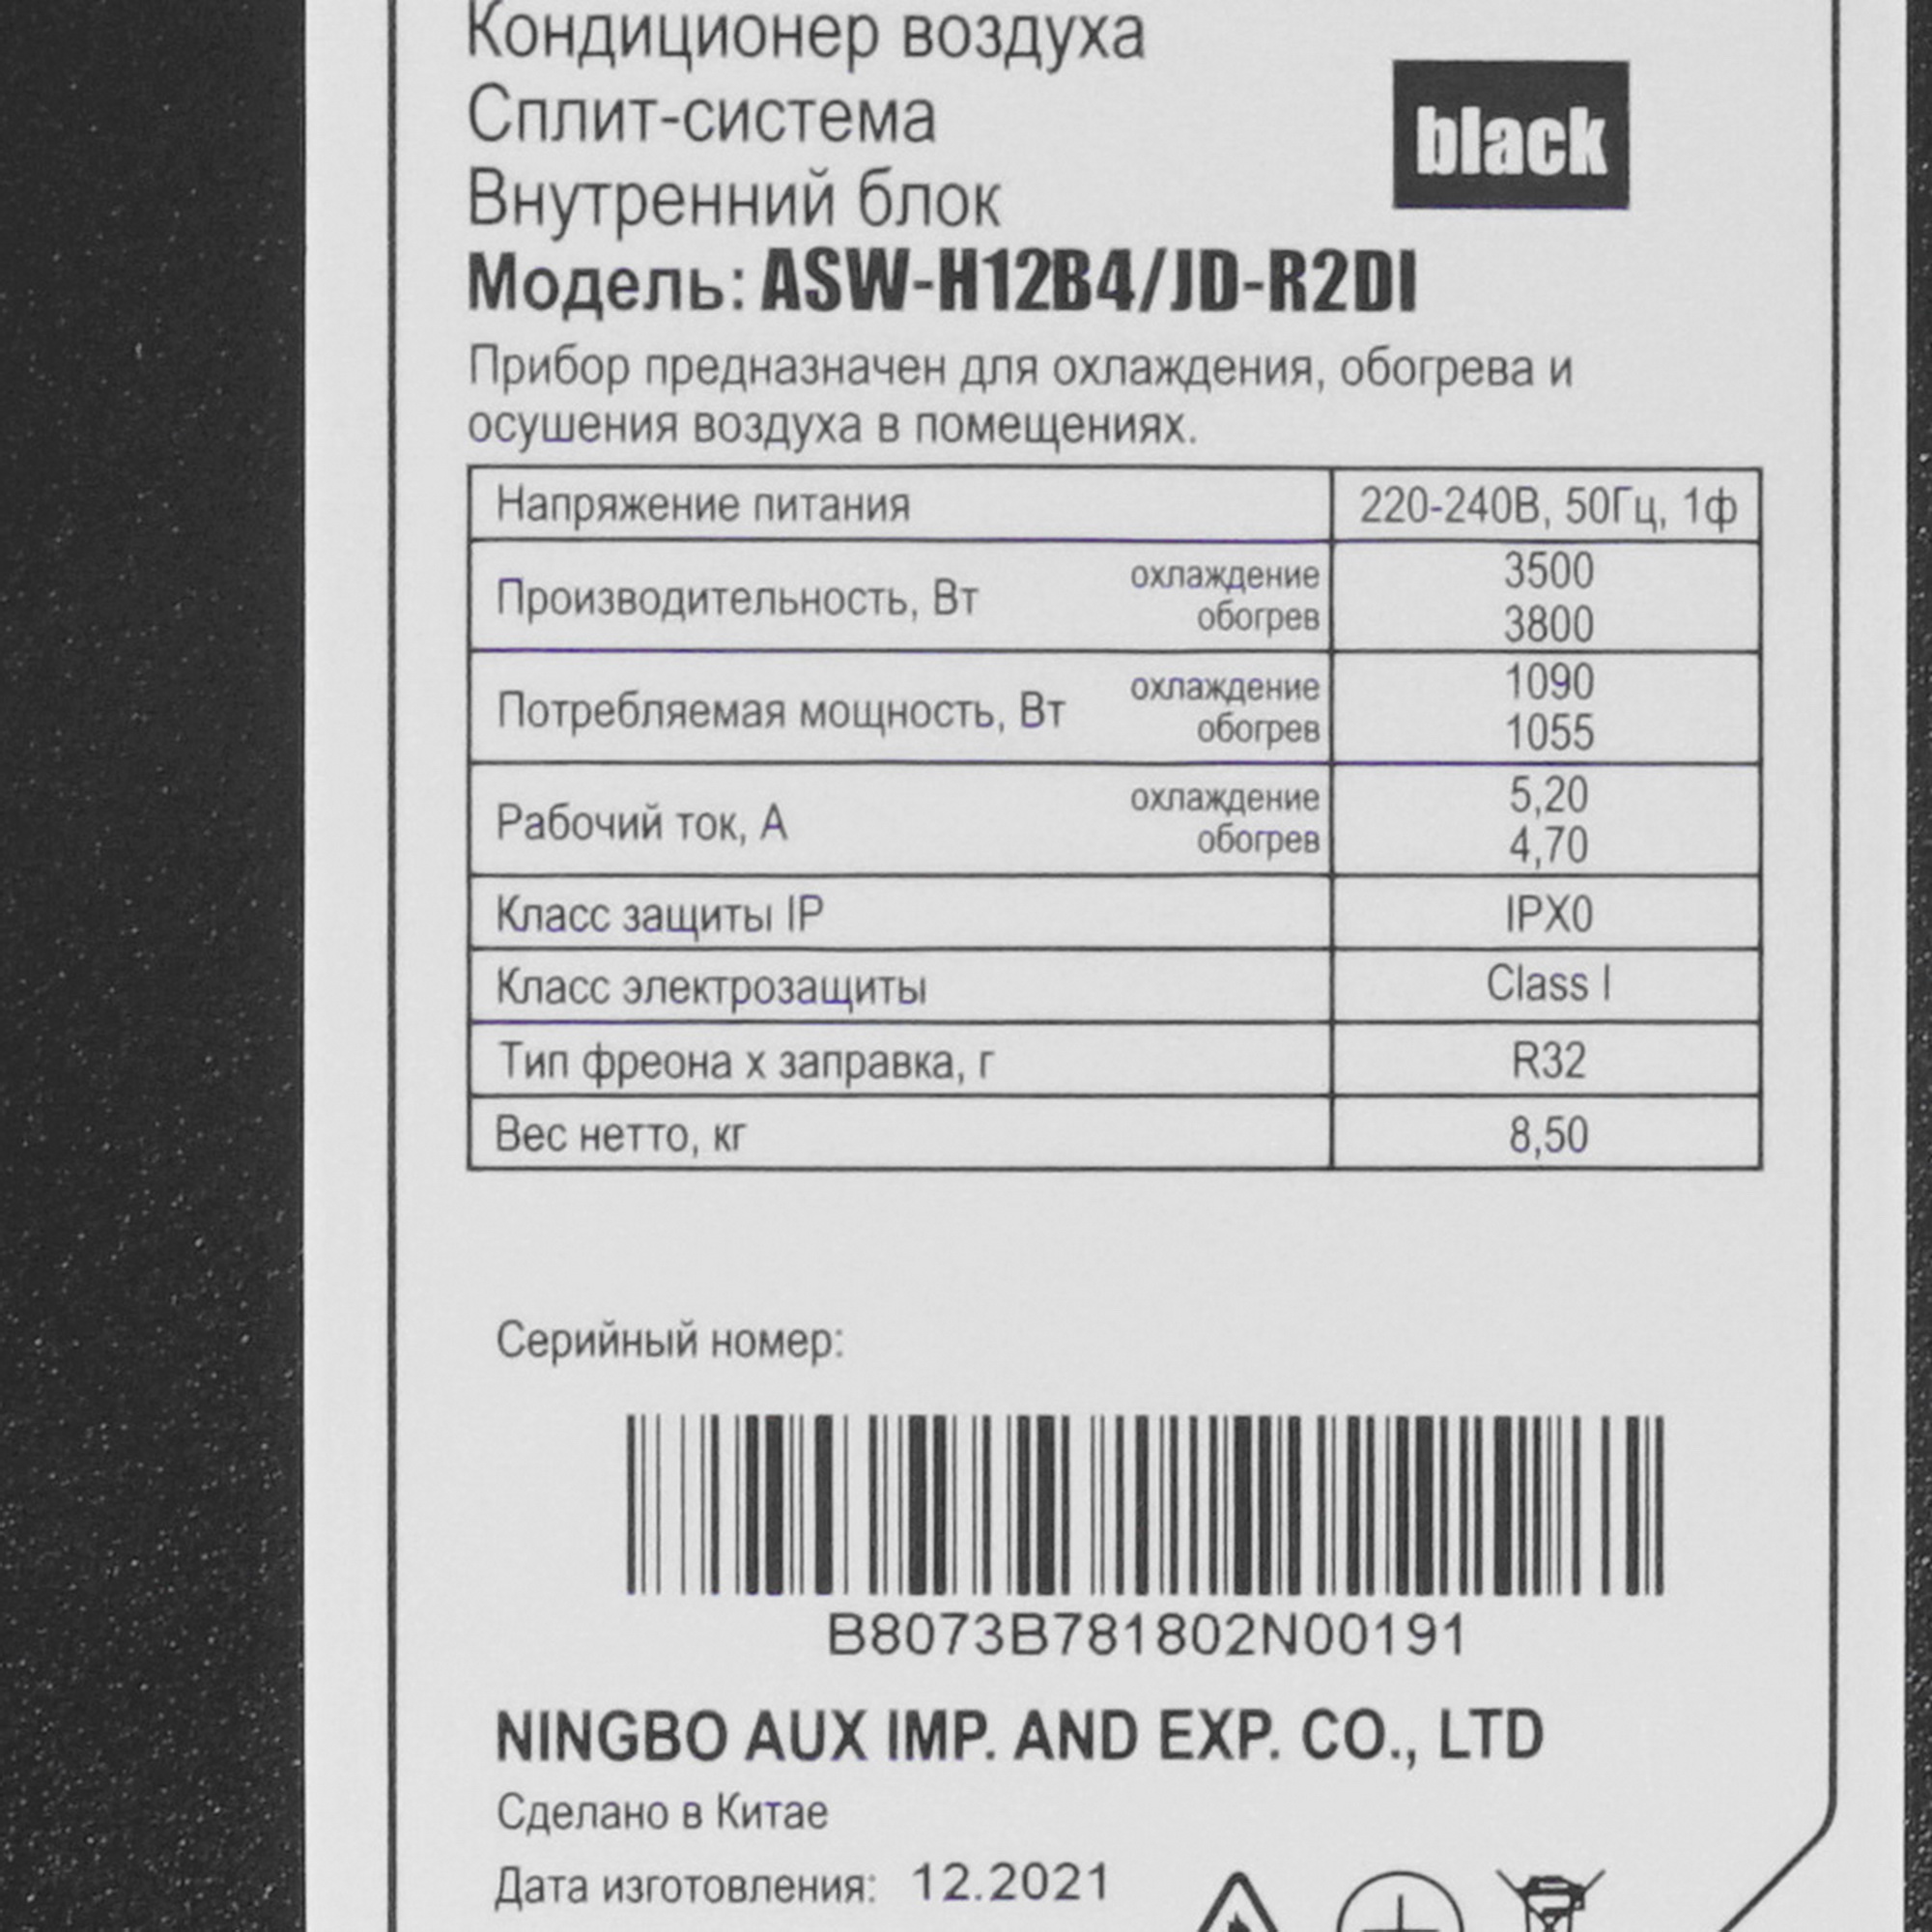 Кондиционер воздуха
Сплит-система
black
Внутренний блок
Модель: ASW-H12B4/JD-R2DI
Прибор предназначен для охлаждения, обогрева и
осушения воздуха в помещениях.
Напряжение питания 220-240В, 50Гц, 1ф
Производительность, Вт охлаждение 3500
обогрев 3800
Потребляемая мощность, Вт охлаждение 1090
обогрев 1055
Рабочий ток, А охлаждение 5,20
обогрев 4,70
Класс защиты IP IPX0
Класс электрозащиты Class I
Тип фреона х заправка, г R32
Вес нетто, кг 8,50
Серийный номер:
B8073B781802N00191
NINGBO AUX IMP. AND EXP. CO., LTD
Сделано в Китае
Дата изготовления: 12.2021